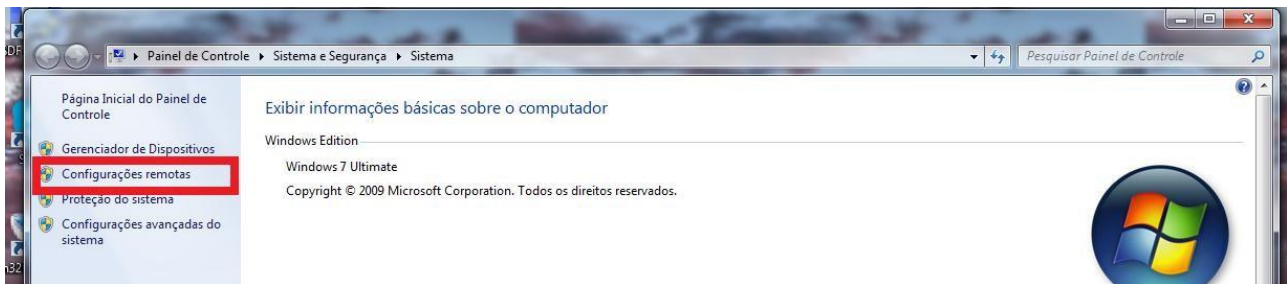 Painel de Controle ▸ Sistema e Segurança ▸ Sistema
Pesquisar Painel de Controle
Página Inicial do Painel de
Controle
Gerenciador de Dispositivos
Configurações remotas
Proteção do sistema
Configurações avançadas do
sistema
Exibir informações básicas sobre o computador
Windows Edition
Windows 7 Ultimate
Copyright © 2009 Microsoft Corporation. Todos os direitos reservados.